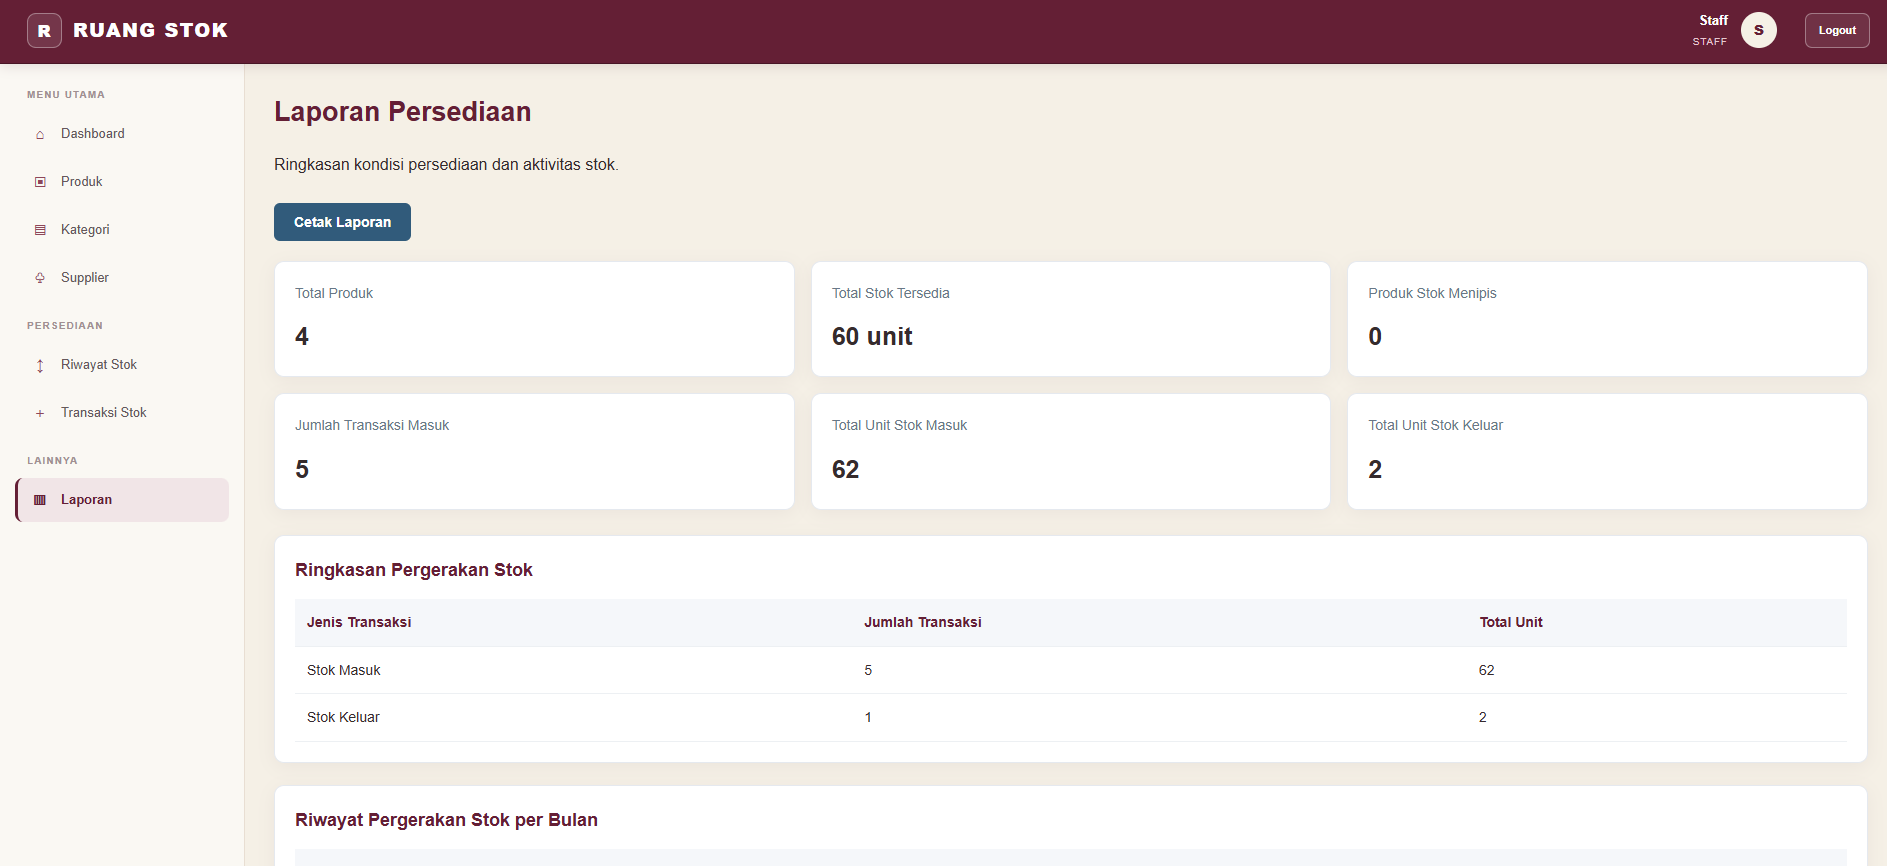 R RUANG STOK
Staff
STAFF
S
Logout
MENU UTAMA
Dashboard
Produk
Kategori
Supplier
PERSEDIAAN
Riwayat Stok
Transaksi Stok
LAINNYA
Laporan
Laporan Persediaan
Ringkasan kondisi persediaan dan aktivitas stok.
Cetak Laporan
Total Produk
4
Total Stok Tersedia
60 unit
Produk Stok Menipis
0
Jumlah Transaksi Masuk
5
Total Unit Stok Masuk
62
Total Unit Stok Keluar
2
Ringkasan Pergerakan Stok
Jenis Transaksi Jumlah Transaksi Total Unit
Stok Masuk 5 62
Stok Keluar 1 2
Riwayat Pergerakan Stok per Bulan